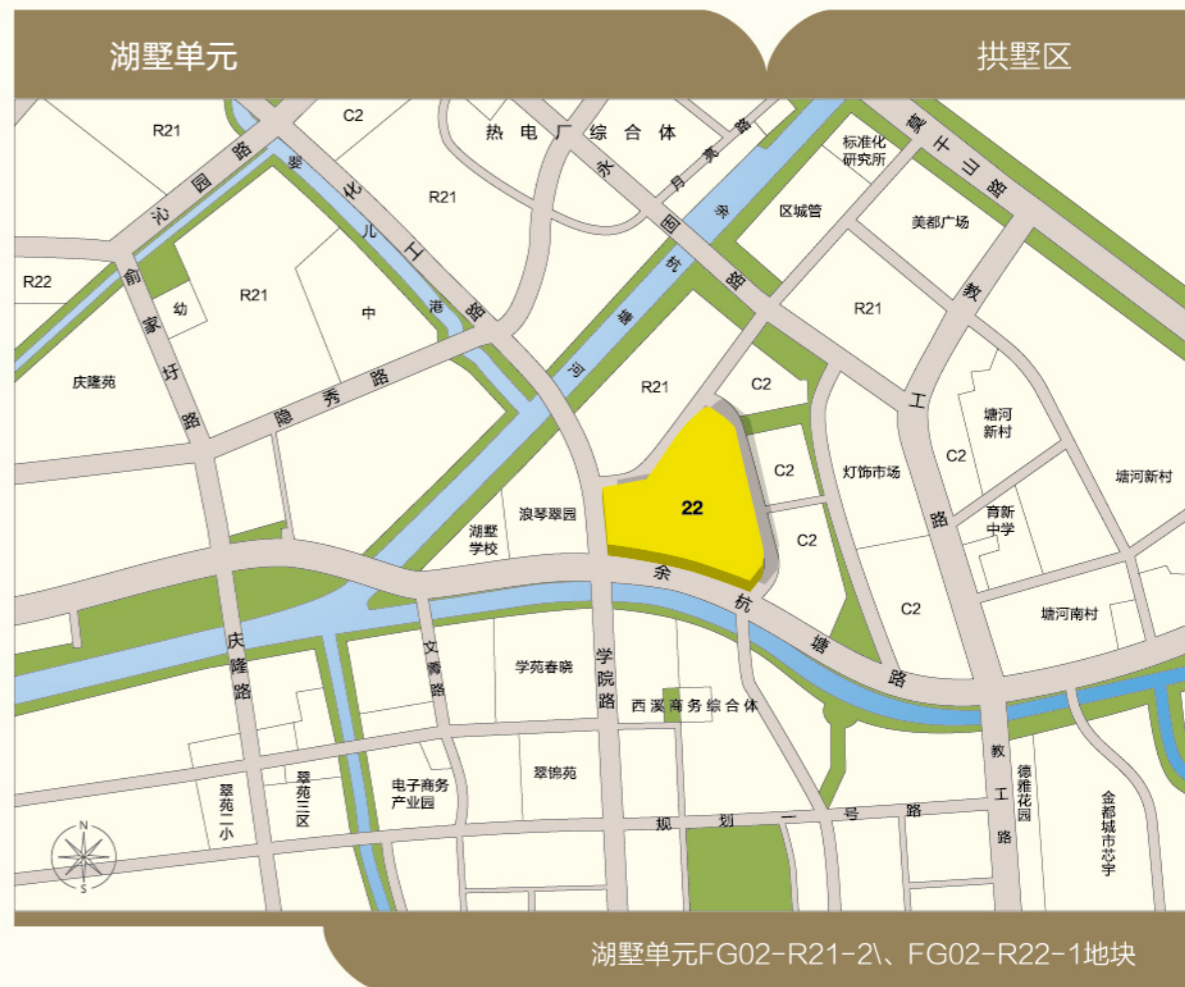 湖墅单元
拱墅区
R21
C2
热电厂综合体
月亮路
莫干山路
标准化
研究所
沁园路
婴儿港
化工路
R21
永固路
余杭塘河
区城管
美都广场
R22
俞家圩路
幼
R21
中
R21
教工路
庆隆苑
隐秀路
R21
C2
塘河
新村
C2
灯饰市场
C2
塘河新村
22
浪琴翠园
湖墅
学校
C2
育新
中学
余杭塘路
C2
塘河南村
庆隆路
学苑春晓
学院路
西溪商务综合体
翠苑二小
翠苑三区
电子商务
产业园
翠锦苑
规划一号路
教工路
德雅花园
金都城市芯宇
N
S
湖墅单元FG02-R21-2\、FG02-R22-1地块